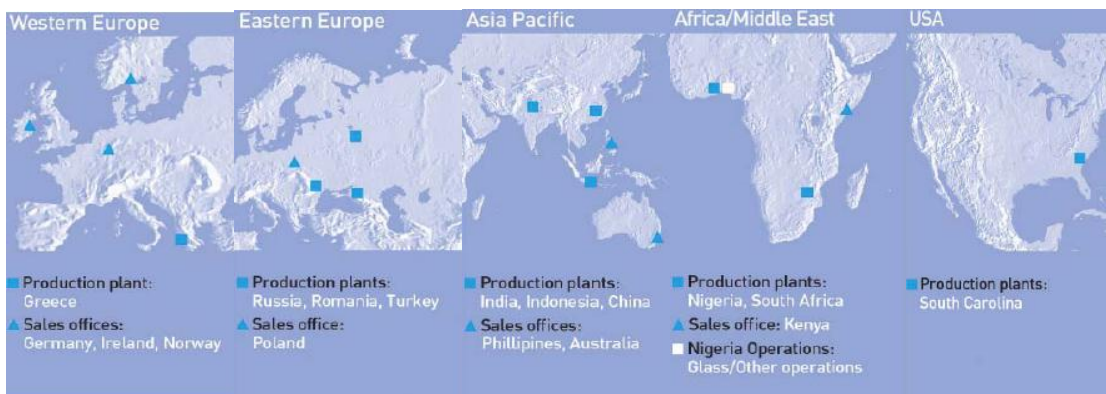 Western Europe
Production plant:
Greece
Sales offices:
Germany, Ireland, Norway
Eastern Europe
Production plants:
Russia, Romania, Turkey
Sales office:
Poland
Asia Pacific
Production plants:
India, Indonesia, China
Sales offices:
Phillipines, Australia
Africa/Middle East
Production plants:
Nigeria, South Africa
Sales office: Kenya
Nigeria Operations:
Glass/Other operations
USA
Production plants:
South Carolina